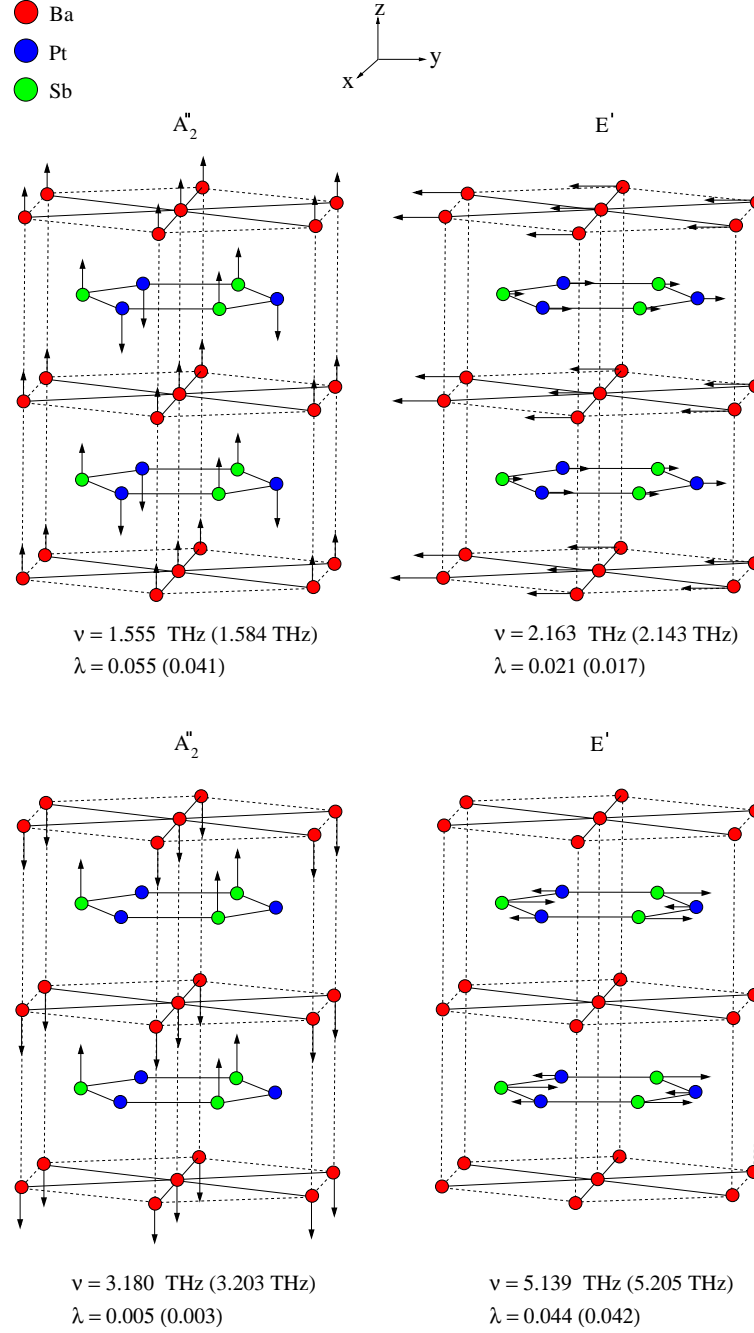 Ba
Pt
Sb
z
y
x
A₂"
E'
ν = 1.555 THz (1.584 THz)
λ = 0.055 (0.041)
ν = 2.163 THz (2.143 THz)
λ = 0.021 (0.017)
A₂"
E'
ν = 3.180 THz (3.203 THz)
λ = 0.005 (0.003)
ν = 5.139 THz (5.205 THz)
λ = 0.044 (0.042)